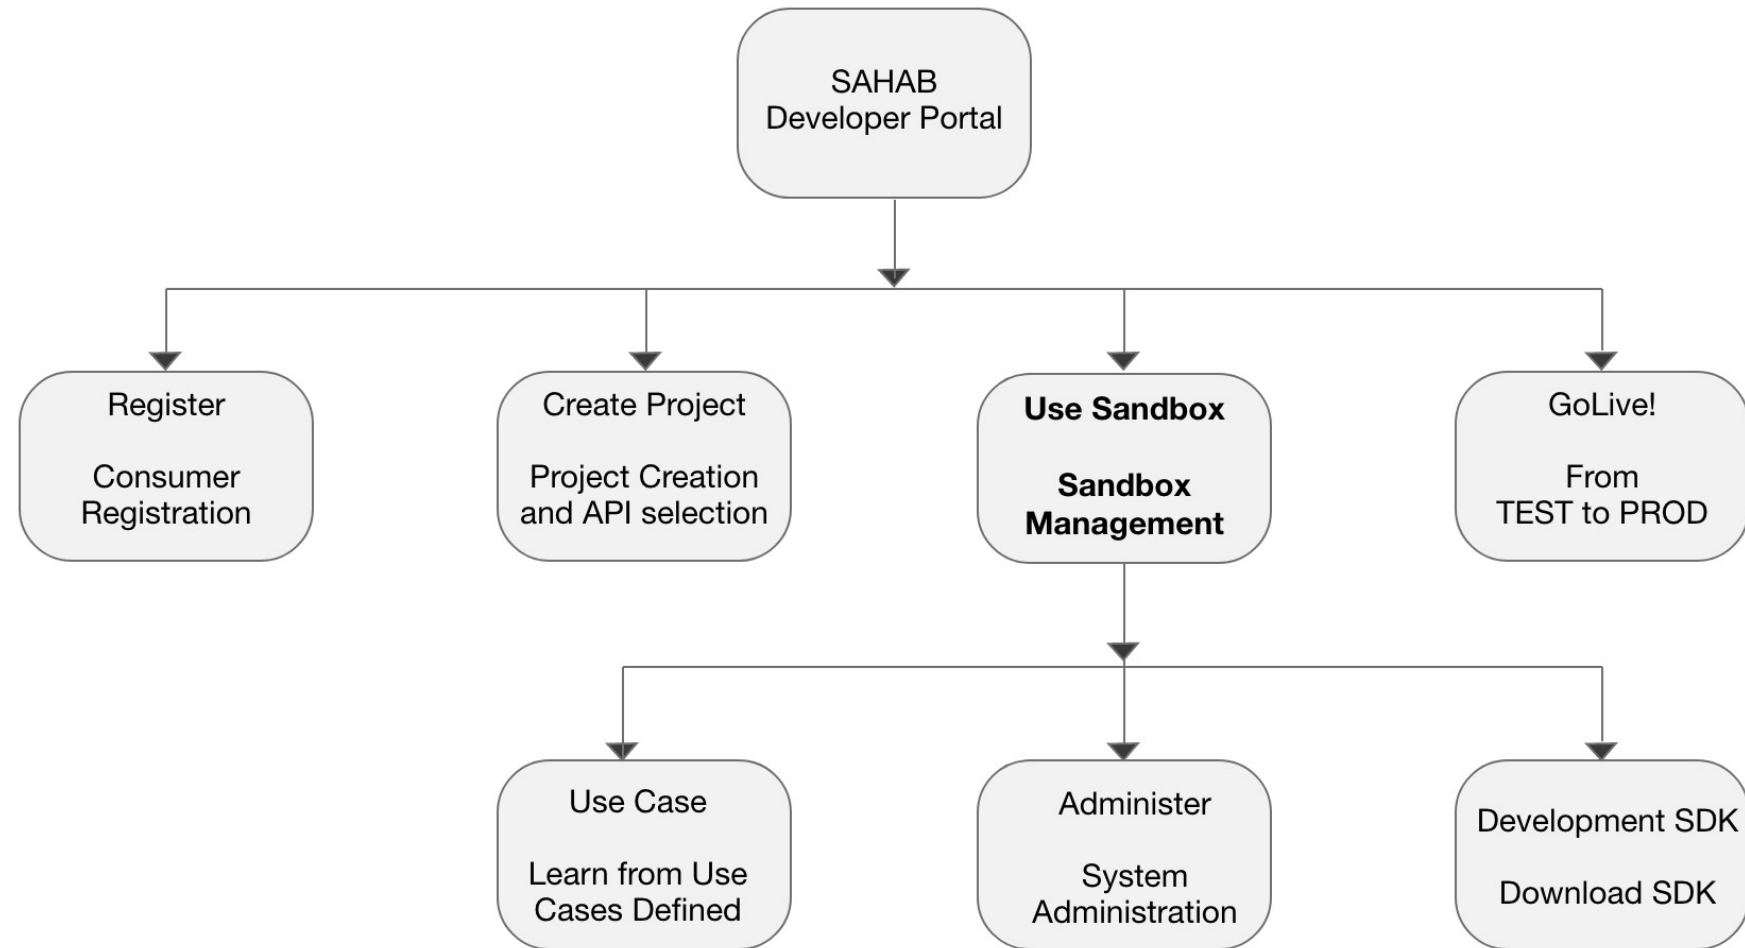 SAHAB
Developer Portal
Register
Consumer
Registration
Create Project
Project Creation
and API selection
Use Sandbox
Sandbox
Management
GoLive!
From
TEST to PROD
Use Case
Learn from Use
Cases Defined
Administer
System
Administration
Development SDK
Download SDK